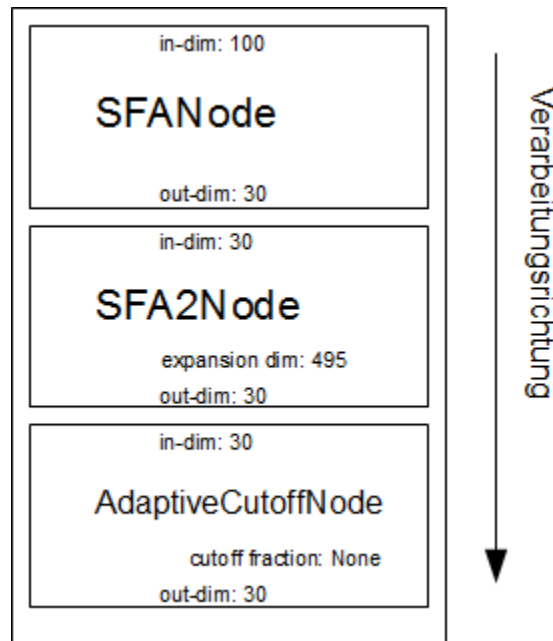 in-dim: 100
SFANode
out-dim: 30
in-dim: 30
SFA2Node
expansion dim: 495
out-dim: 30
in-dim: 30
AdaptiveCutoffNode
cutoff fraction: None
out-dim: 30
Verarbeitungsrichtung